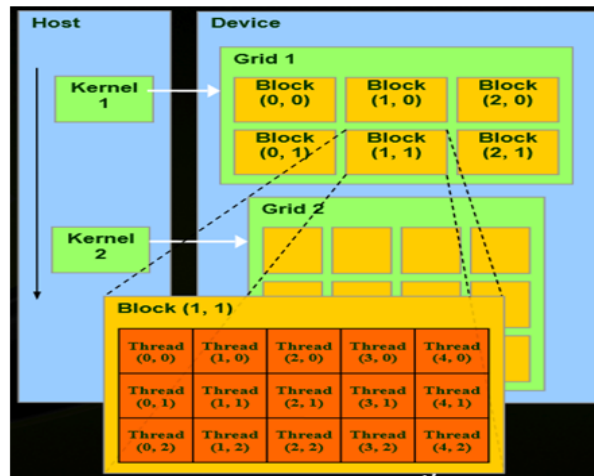 Host
Device
Grid 1
Kernel
1
Block
(0, 0)
Block
(1, 0)
Block
(2, 0)
Block
(0, 1)
Block
(1, 1)
Block
(2, 1)
Grid 2
Kernel
2
Block (1, 1)
Thread
(0, 0)
Thread
(1, 0)
Thread
(2, 0)
Thread
(3, 0)
Thread
(4, 0)
Thread
(0, 1)
Thread
(1, 1)
Thread
(2, 1)
Thread
(3, 1)
Thread
(4, 1)
Thread
(0, 2)
Thread
(1, 2)
Thread
(2, 2)
Thread
(3, 2)
Thread
(4, 2)